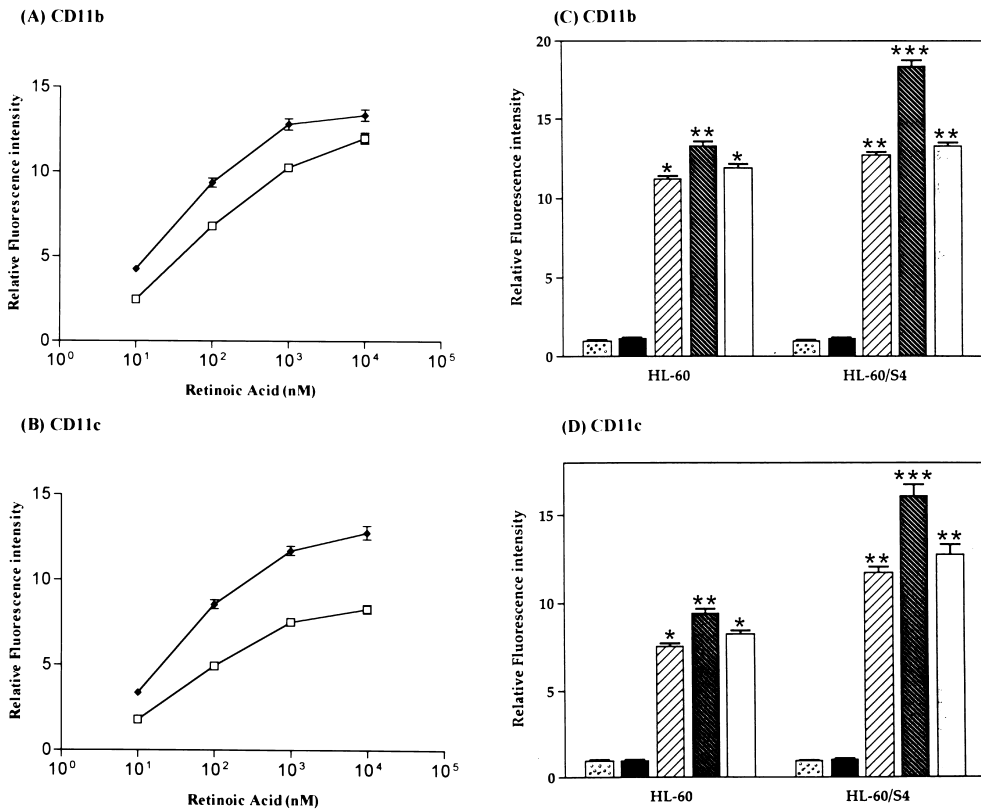 (A) CD11b
Relative Fluorescence intensity
15
10
5
0
10⁰ 10¹ 10² 10³ 10⁴ 10⁵
Retinoic Acid (nM)
(B) CD11c
Relative Fluorescence intensity
15
10
5
0
10⁰ 10¹ 10² 10³ 10⁴ 10⁵
Retinoic Acid (nM)
(C) CD11b
Relative Fluorescence intensity
20
15
10
5
0
* ** * ** *** **
HL-60 HL-60/S4
(D) CD11c
Relative Fluorescence intensity
15
10
5
0
* ** * ** *** **
HL-60 HL-60/S4